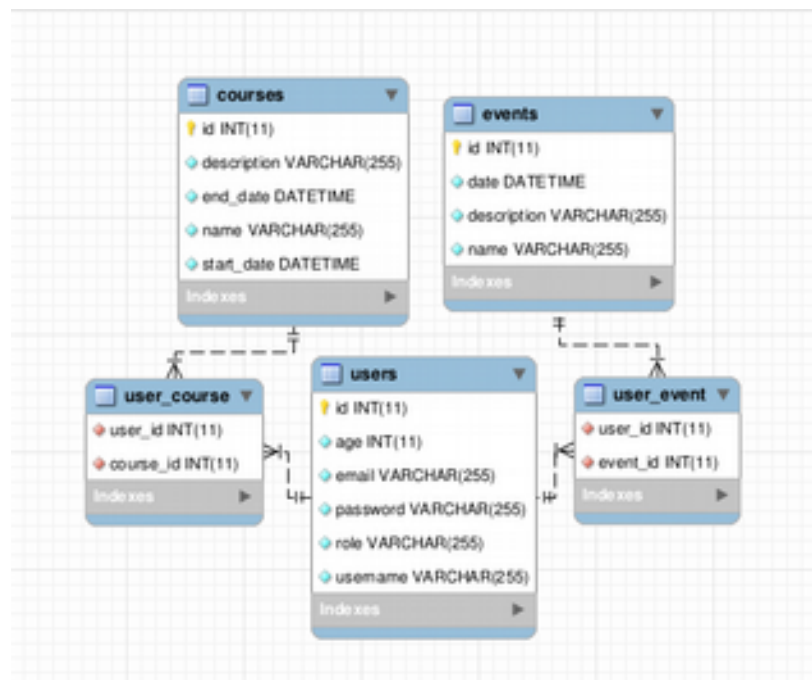 courses
id INT(11)
description VARCHAR(255)
end_date DATETIME
name VARCHAR(255)
start_date DATETIME
Indexes
events
id INT(11)
date DATETIME
description VARCHAR(255)
name VARCHAR(255)
Indexes
user_course
user_id INT(11)
course_id INT(11)
Indexes
users
id INT(11)
age INT(11)
email VARCHAR(255)
password VARCHAR(255)
role VARCHAR(255)
username VARCHAR(255)
Indexes
user_event
user_id INT(11)
event_id INT(11)
Indexes